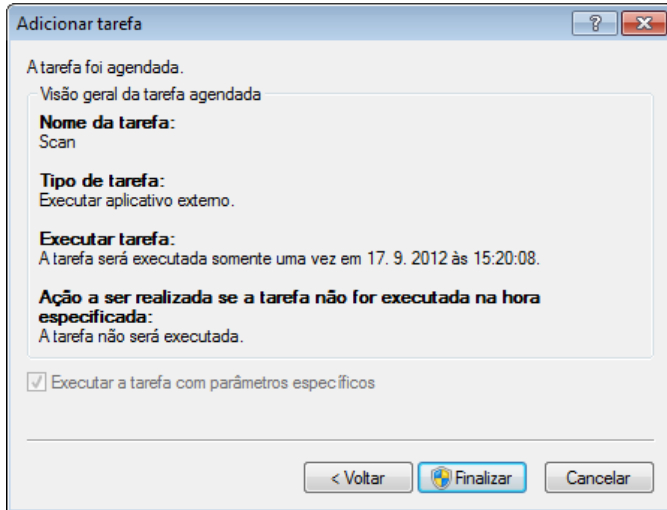 Adicionar tarefa
A tarefa foi agendada.
Visão geral da tarefa agendada
Nome da tarefa:
Scan
Tipo de tarefa:
Executar aplicativo externo.
Executar tarefa:
A tarefa será executada somente uma vez em 17. 9. 2012 às 15:20:08.
Ação a ser realizada se a tarefa não for executada na hora
especificada:
A tarefa não será executada.
Executar a tarefa com parâmetros específicos
< Voltar
Finalizar
Cancelar